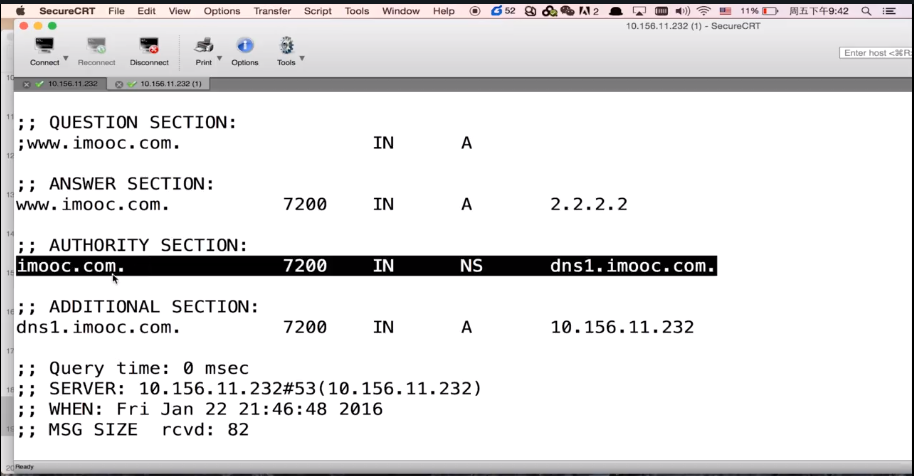 SecureCRT File Edit View Options Transfer Script Tools Window Help 52 2 11% 周五下午9:42
10.156.11.232 (1) - SecureCRT
Connect Reconnect Disconnect Print Options Tools
Enter host <⌘R>
10.156.11.232 10.156.11.232 (1)
;; QUESTION SECTION:
;www.imooc.com. IN A
;; ANSWER SECTION:
www.imooc.com. 7200 IN A 2.2.2.2
;; AUTHORITY SECTION:
imooc.com. 7200 IN NS dns1.imooc.com.
;; ADDITIONAL SECTION:
dns1.imooc.com. 7200 IN A 10.156.11.232
;; Query time: 0 msec
;; SERVER: 10.156.11.232#53(10.156.11.232)
;; WHEN: Fri Jan 22 21:46:48 2016
;; MSG SIZE rcvd: 82
Ready